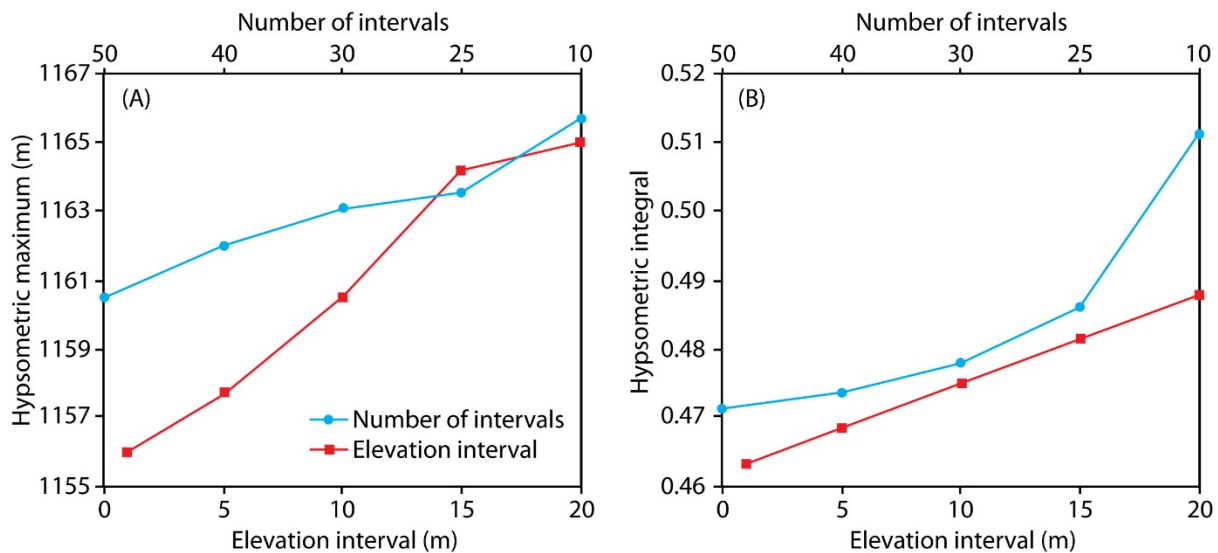 Number of intervals
50 40 30 25 10
1167
1165
1163
1161
1159
1157
1155
Hypsometric maximum (m)
(A)
Number of intervals
Elevation interval
0 5 10 15 20
Elevation interval (m)
Number of intervals
50 40 30 25 10
0.52
0.51
0.50
0.49
0.48
0.47
0.46
Hypsometric integral
(B)
0 5 10 15 20
Elevation interval (m)